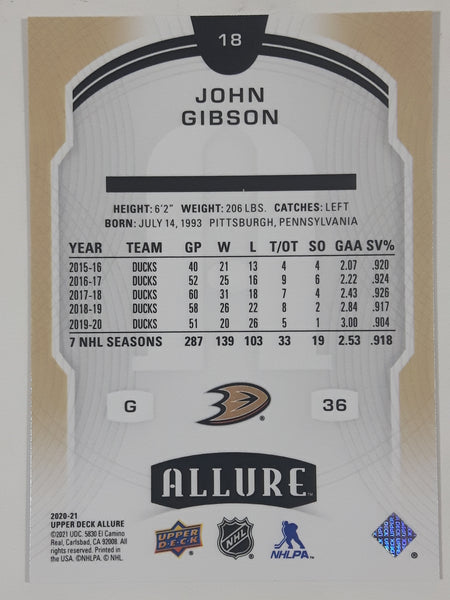 18
JOHN
GIBSON
HEIGHT: 6'2" WEIGHT: 206 LBS. CATCHES: LEFT
BORN: JULY 14, 1993 PITTSBURGH, PENNSYLVANIA
YEAR TEAM GP W L T/OT SO GAA SV%
2015-16 DUCKS 40 21 13 4 4 2.07 .920
2016-17 DUCKS 52 25 16 9 6 2.22 .924
2017-18 DUCKS 60 31 18 7 4 2.43 .926
2018-19 DUCKS 58 26 22 8 2 2.84 .917
2019-20 DUCKS 51 20 26 5 1 3.00 .904
7 NHL SEASONS 287 139 103 33 19 2.53 .918
G
36
ALLURE™
2020-21
UPPER DECK ALLURE
©2021 UDC. 5830 El Camino
Real, Carlsbad, CA 92008. All
rights reserved. Printed in
the USA. ©NHLPA. © NHL.
UPPER DECK
NHL
NHLPA™